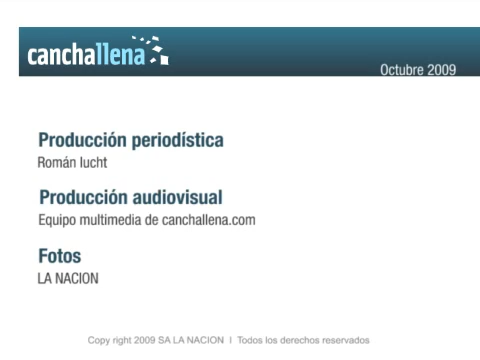 canchallena
Octubre 2009
Producción periodística
Román Iucht
Producción audiovisual
Equipo multimedia de canchallena.com
Fotos
LA NACION
Copy right 2009 SA LA NACION I Todos los derechos reservados